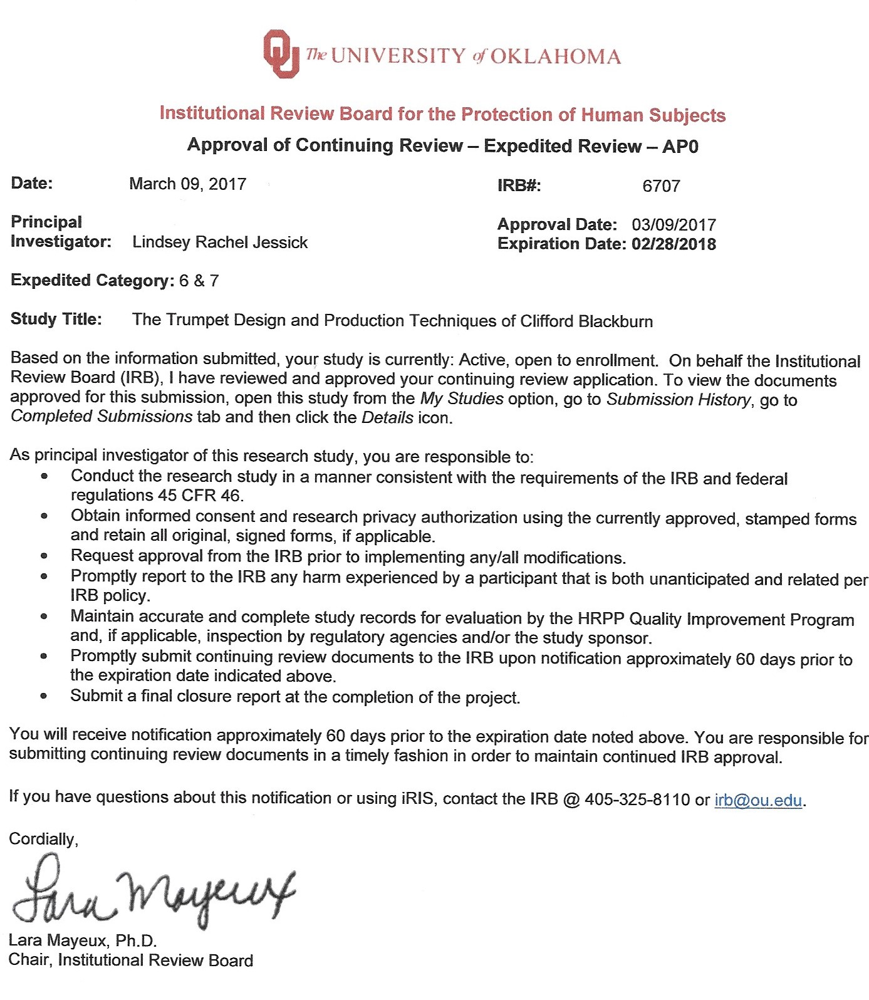 The UNIVERSITY of OKLAHOMA
Institutional Review Board for the Protection of Human Subjects
Approval of Continuing Review – Expedited Review – AP0
Date: March 09, 2017 IRB#: 6707
Principal
Investigator: Lindsey Rachel Jessick
Approval Date: 03/09/2017
Expiration Date: 02/28/2018
Expedited Category: 6 & 7
Study Title: The Trumpet Design and Production Techniques of Clifford Blackburn
Based on the information submitted, your study is currently: Active, open to enrollment. On behalf the Institutional
Review Board (IRB), I have reviewed and approved your continuing review application. To view the documents
approved for this submission, open this study from the My Studies option, go to Submission History, go to
Completed Submissions tab and then click the Details icon.
As principal investigator of this research study, you are responsible to:
• Conduct the research study in a manner consistent with the requirements of the IRB and federal
regulations 45 CFR 46.
• Obtain informed consent and research privacy authorization using the currently approved, stamped forms
and retain all original, signed forms, if applicable.
• Request approval from the IRB prior to implementing any/all modifications.
• Promptly report to the IRB any harm experienced by a participant that is both unanticipated and related per
IRB policy.
• Maintain accurate and complete study records for evaluation by the HRPP Quality Improvement Program
and, if applicable, inspection by regulatory agencies and/or the study sponsor.
• Promptly submit continuing review documents to the IRB upon notification approximately 60 days prior to
the expiration date indicated above.
• Submit a final closure report at the completion of the project.
You will receive notification approximately 60 days prior to the expiration date noted above. You are responsible for
submitting continuing review documents in a timely fashion in order to maintain continued IRB approval.
If you have questions about this notification or using iRIS, contact the IRB @ 405-325-8110 or irb@ou.edu.
Cordially,
Lara Mayeux
Lara Mayeux, Ph.D.
Chair, Institutional Review Board